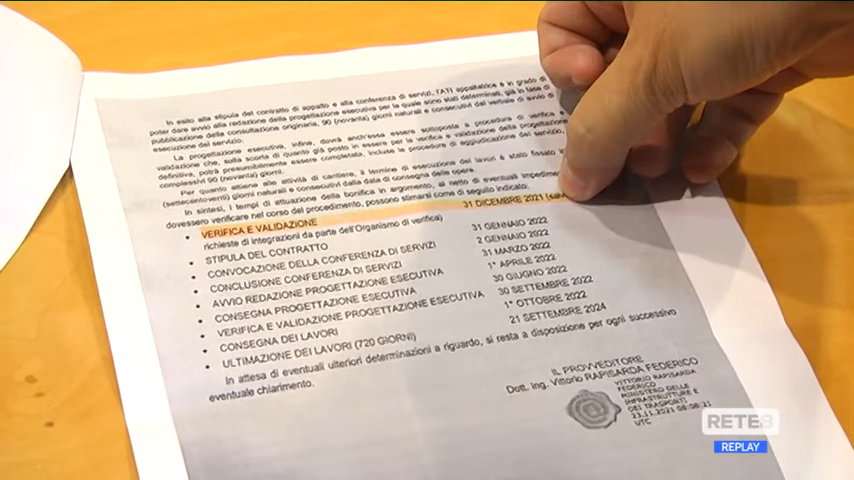 In esito alla stipula del contratto di appalto e alla conferenza di servizi, l'ATI appaltatrice è in grado di
poter dare avvio alla redazione della progettazione esecutiva per la quale sono stati determinati, già in fase di
pubblicazione della consultazione originaria, 90 (novanta) giorni naturali e consecutivi dal verbale di avvio di
esecuzione del servizio.
La progettazione esecutiva, infine, dovrà anch'essa essere sottoposta a procedura di verifica e
validazione che, sulla scorta di quanto già posto in essere per la verifica e validazione della progettazione
definitiva, potrà presumibilmente essere completata, incluse le procedure di aggiudicazione del servizio,
complessivi 90 (novanta) giorni.
Per quanto attiene alle attività di cantiere, il termine di esecuzione dei lavori è stato fissato in
(settecentoventi) giorni naturali e consecutivi dalla data di consegna delle opere.
In sintesi, i tempi di attuazione della bonifica in argomento, al netto di eventuali impedimenti
dovessero verificare nel corso del procedimento, possono stimarsi come di seguito indicato:
• VERIFICA E VALIDAZIONE 31 DICEMBRE 2021
richieste di integrazioni da parte dell'Organismo di verifica)
• STIPULA DEL CONTRATTO 31 GENNAIO 2022
• CONVOCAZIONE DELLA CONFERENZA DI SERVIZI 2 GENNAIO 2022
• CONCLUSIONE CONFERENZA DI SERVIZI 31 MARZO 2022
• AVVIO REDAZIONE PROGETTAZIONE ESECUTIVA 1° APRILE 2022
• CONSEGNA PROGETTAZIONE ESECUTIVA 30 GIUGNO 2022
• VERIFICA E VALIDAZIONE PROGETTAZIONE ESECUTIVA 30 SETTEMBRE 2022
• CONSEGNA DEI LAVORI 1° OTTOBRE 2022
• ULTIMAZIONE DEI LAVORI (720 GIORNI) 21 SETTEMBRE 2024
In attesa di eventuali ulteriori determinazioni a riguardo, si resta a disposizione per ogni successivo
eventuale chiarimento.
IL PROVVEDITORE
Dott. Ing. Vittorio RAPISARDA FEDERICO
VITTORIO RAPISARDA
FEDERICO
MINISTERO DELLE
INFRASTRUTTURE E
DEI TRASPORTI
23.11.2021 08:06:21
UTC
RETE8
REPLAY